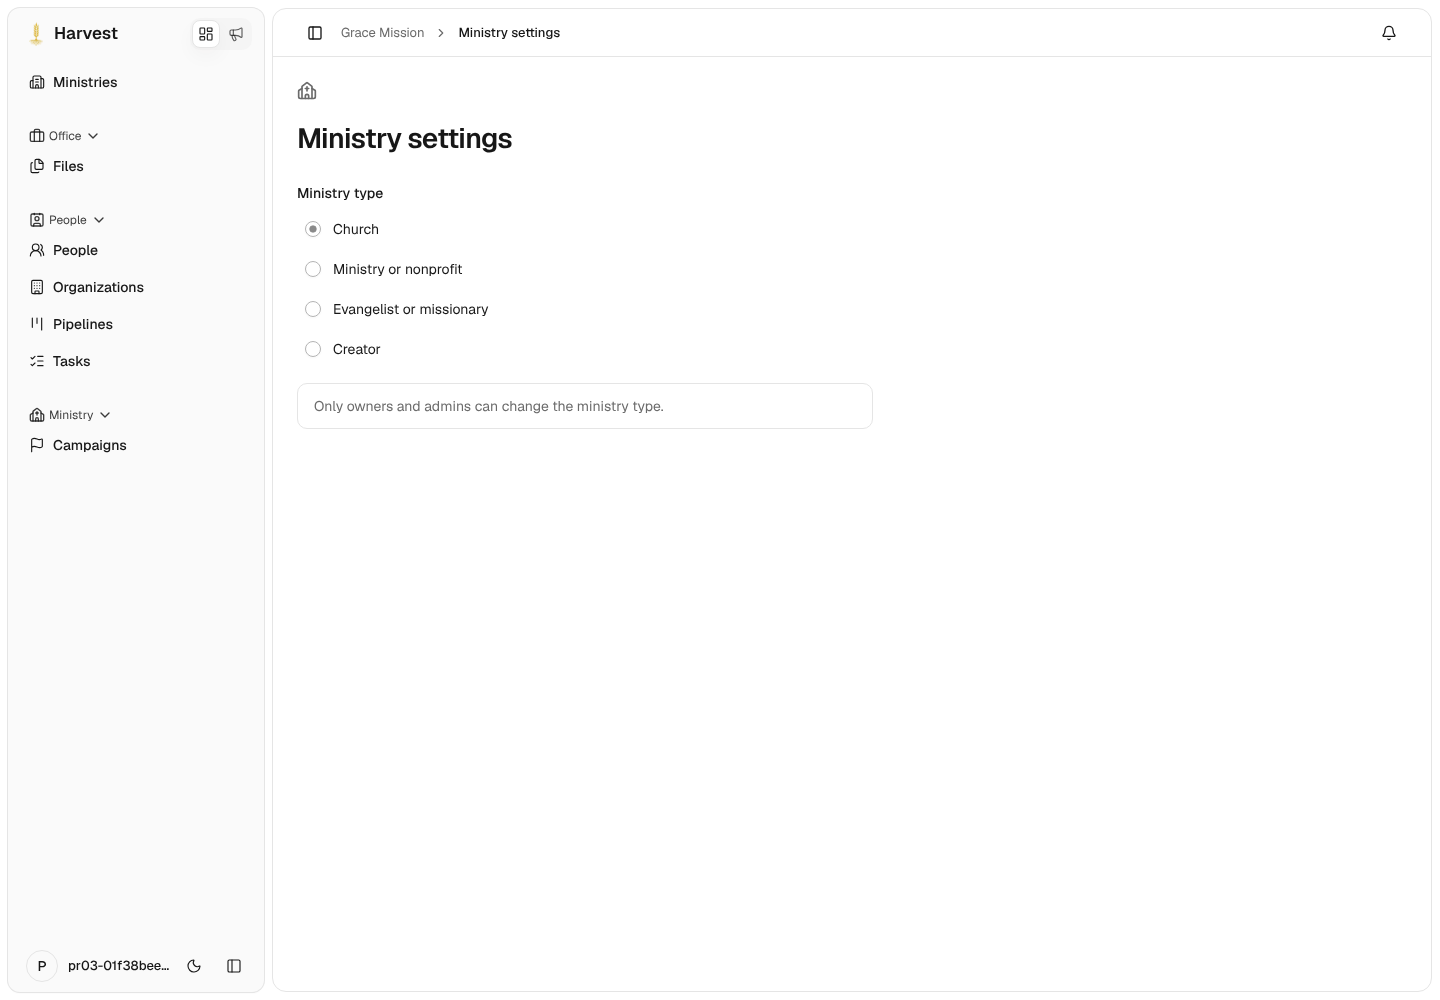 Harvest
Ministries
Office
Files
People
People
Organizations
Pipelines
Tasks
Ministry
Campaigns
P
pr03-01f38bee...
Grace Mission
Ministry settings
Ministry settings
Ministry type
Church
Ministry or nonprofit
Evangelist or missionary
Creator
Only owners and admins can change the ministry type.